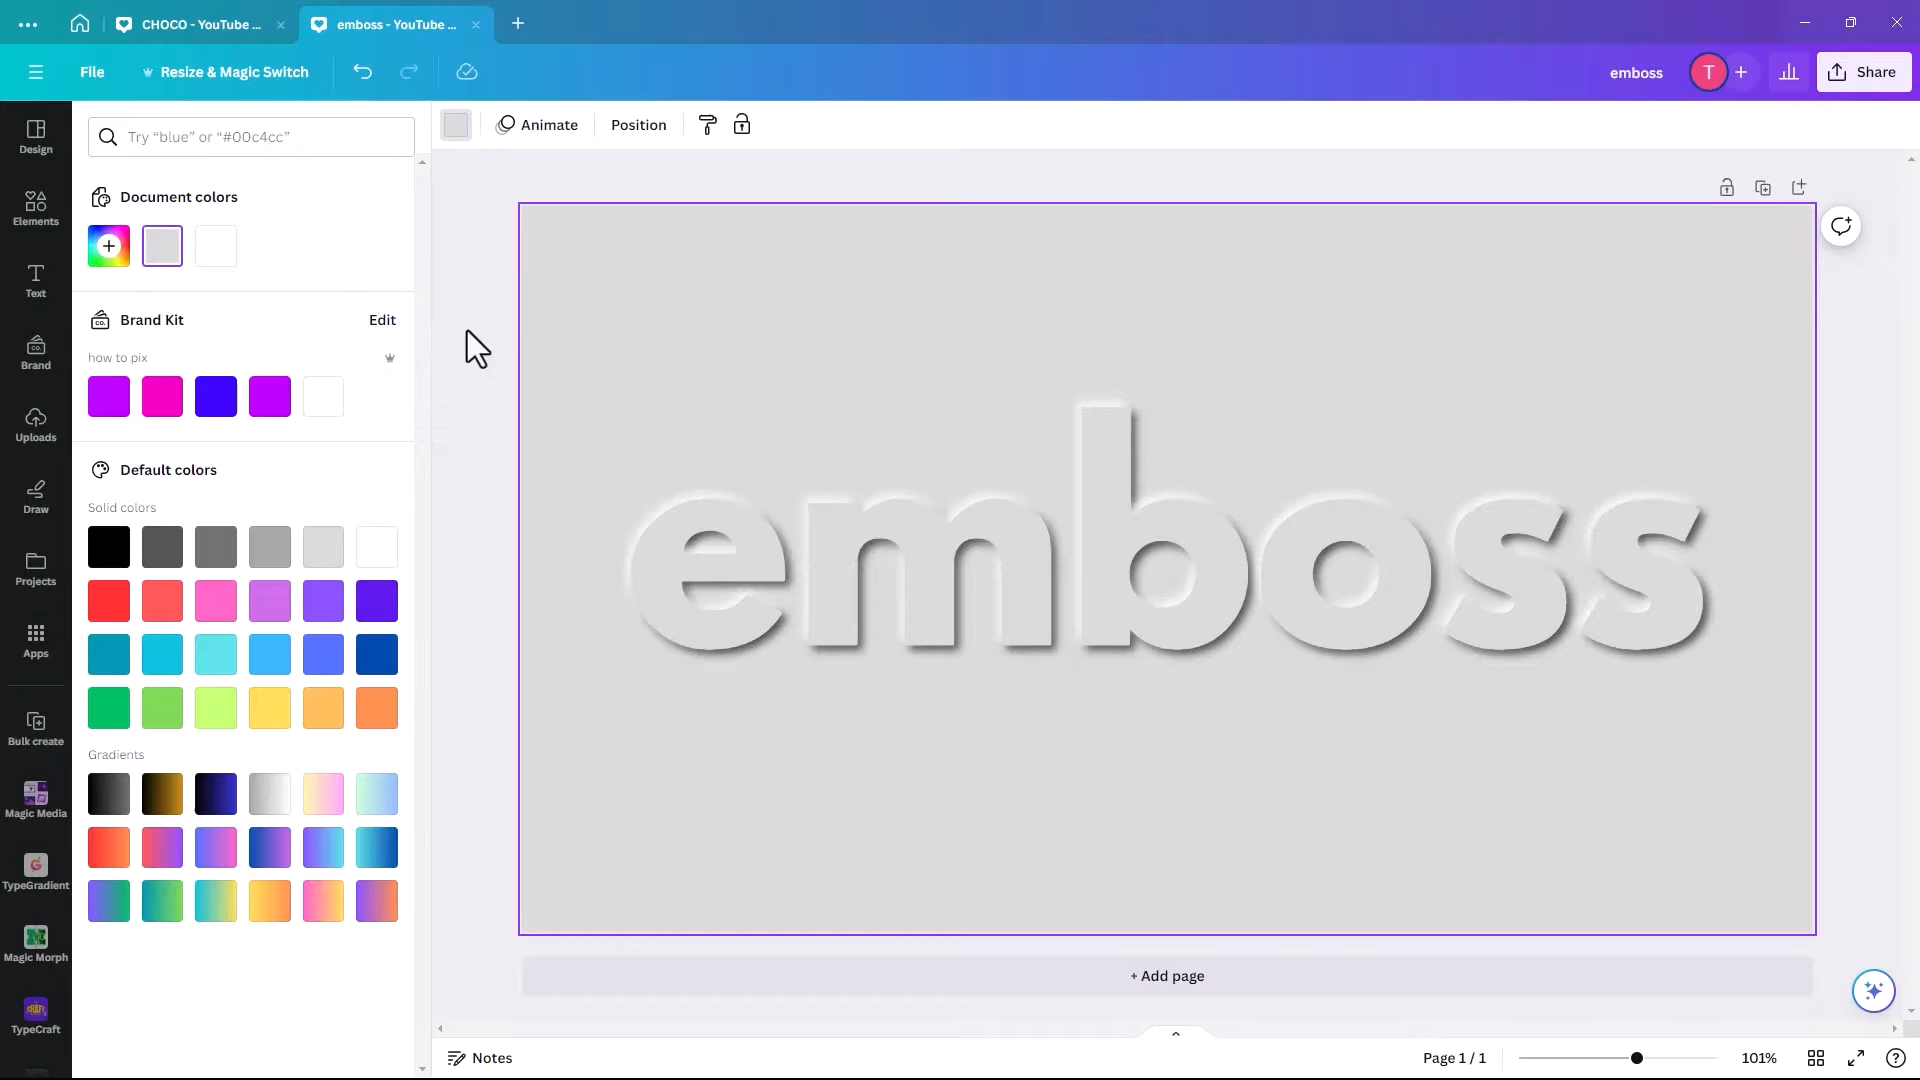 CHOCO - YouTube ...
emboss - YouTube ...
File
Resize & Magic Switch
emboss
T
Share
Design
Elements
Text
Brand
Uploads
Draw
Projects
Apps
Bulk create
Magic Media
TypeGradient
Magic Morph
TypeCraft
Try “blue” or “#00c4cc”
Document colors
Brand Kit
Edit
how to pix
Default colors
Solid colors
Gradients
Animate
Position
emboss
+ Add page
Notes
Page 1 / 1
101%